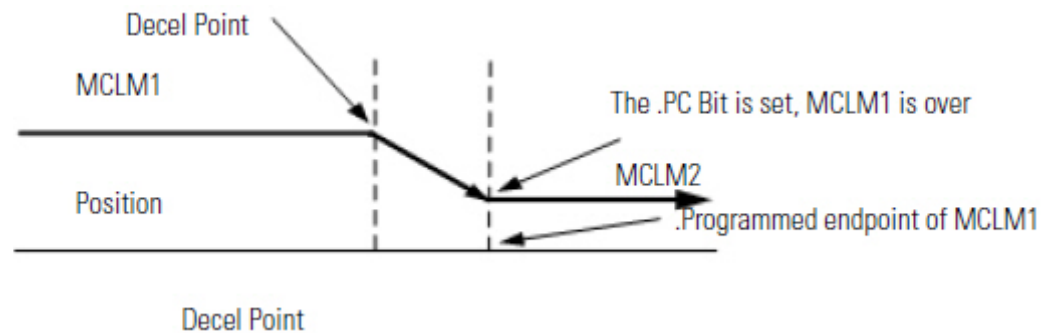 Decel Point
MCLM1
The .PC Bit is set, MCLM1 is over
MCLM2
Position
.Programmed endpoint of MCLM1
Decel Point